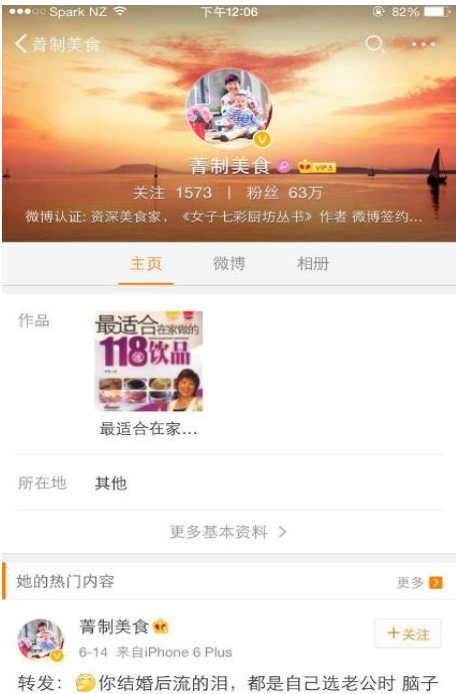 Spark NZ 下午12:06 82%
菁制美食
菁制美食 VIP 5
关注 1573 | 粉丝 63万
微博认证: 资深美食家，《女子七彩厨坊丛书》作者 微博签约...
主页 微博 相册
作品
最适合在家做的
118款饮品
最适合在家...
所在地 其他
更多基本资料 >
她的热门内容 更多
菁制美食
+关注
6-14 来自iPhone 6 Plus
转发： 你结婚后流的泪，都是自己选老公时 脑子